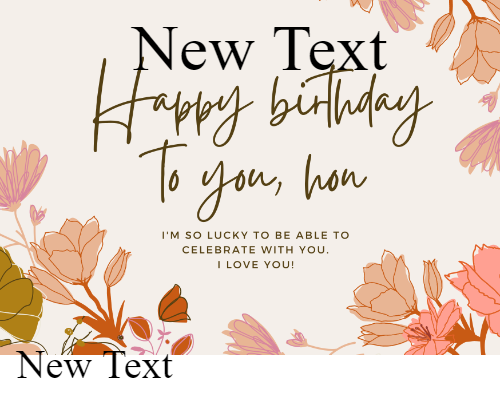 New Text
Happy birthday
to you, hon
I'M SO LUCKY TO BE ABLE TO
CELEBRATE WITH YOU.
I LOVE YOU!
New Text